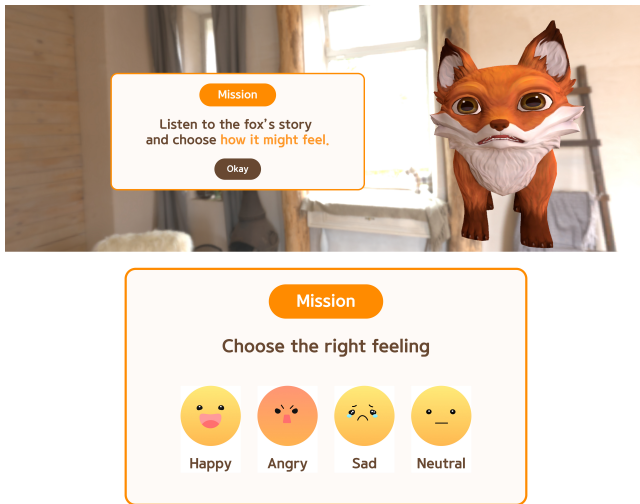 Mission
Listen to the fox's story
and choose how it might feel.
Okay
Mission
Choose the right feeling
Happy
Angry
Sad
Neutral